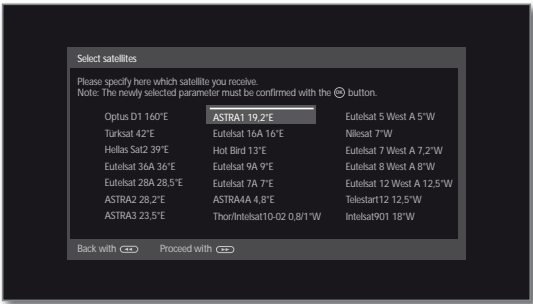 Select satellites
Please specify here which satellite you receive.
Note: The newly selected parameter must be confirmed with the OK button.
Optus D1 160°E
Türksat 42°E
Hellas Sat2 39°E
Eutelsat 36A 36°E
Eutelsat 28A 28,5°E
ASTRA2 28,2°E
ASTRA3 23,5°E
ASTRA1 19,2°E
Eutelsat 16A 16°E
Hot Bird 13°E
Eutelsat 9A 9°E
Eutelsat 7A 7°E
ASTRA4A 4,8°E
Thor/Intelsat10-02 0,8/1°W
Eutelsat 5 West A 5°W
Nilesat 7°W
Eutelsat 7 West A 7,2°W
Eutelsat 8 West A 8°W
Eutelsat 12 West A 12,5°W
Telestart12 12,5°W
Intelsat901 18°W
Back with ◄◄ Proceed with ►►